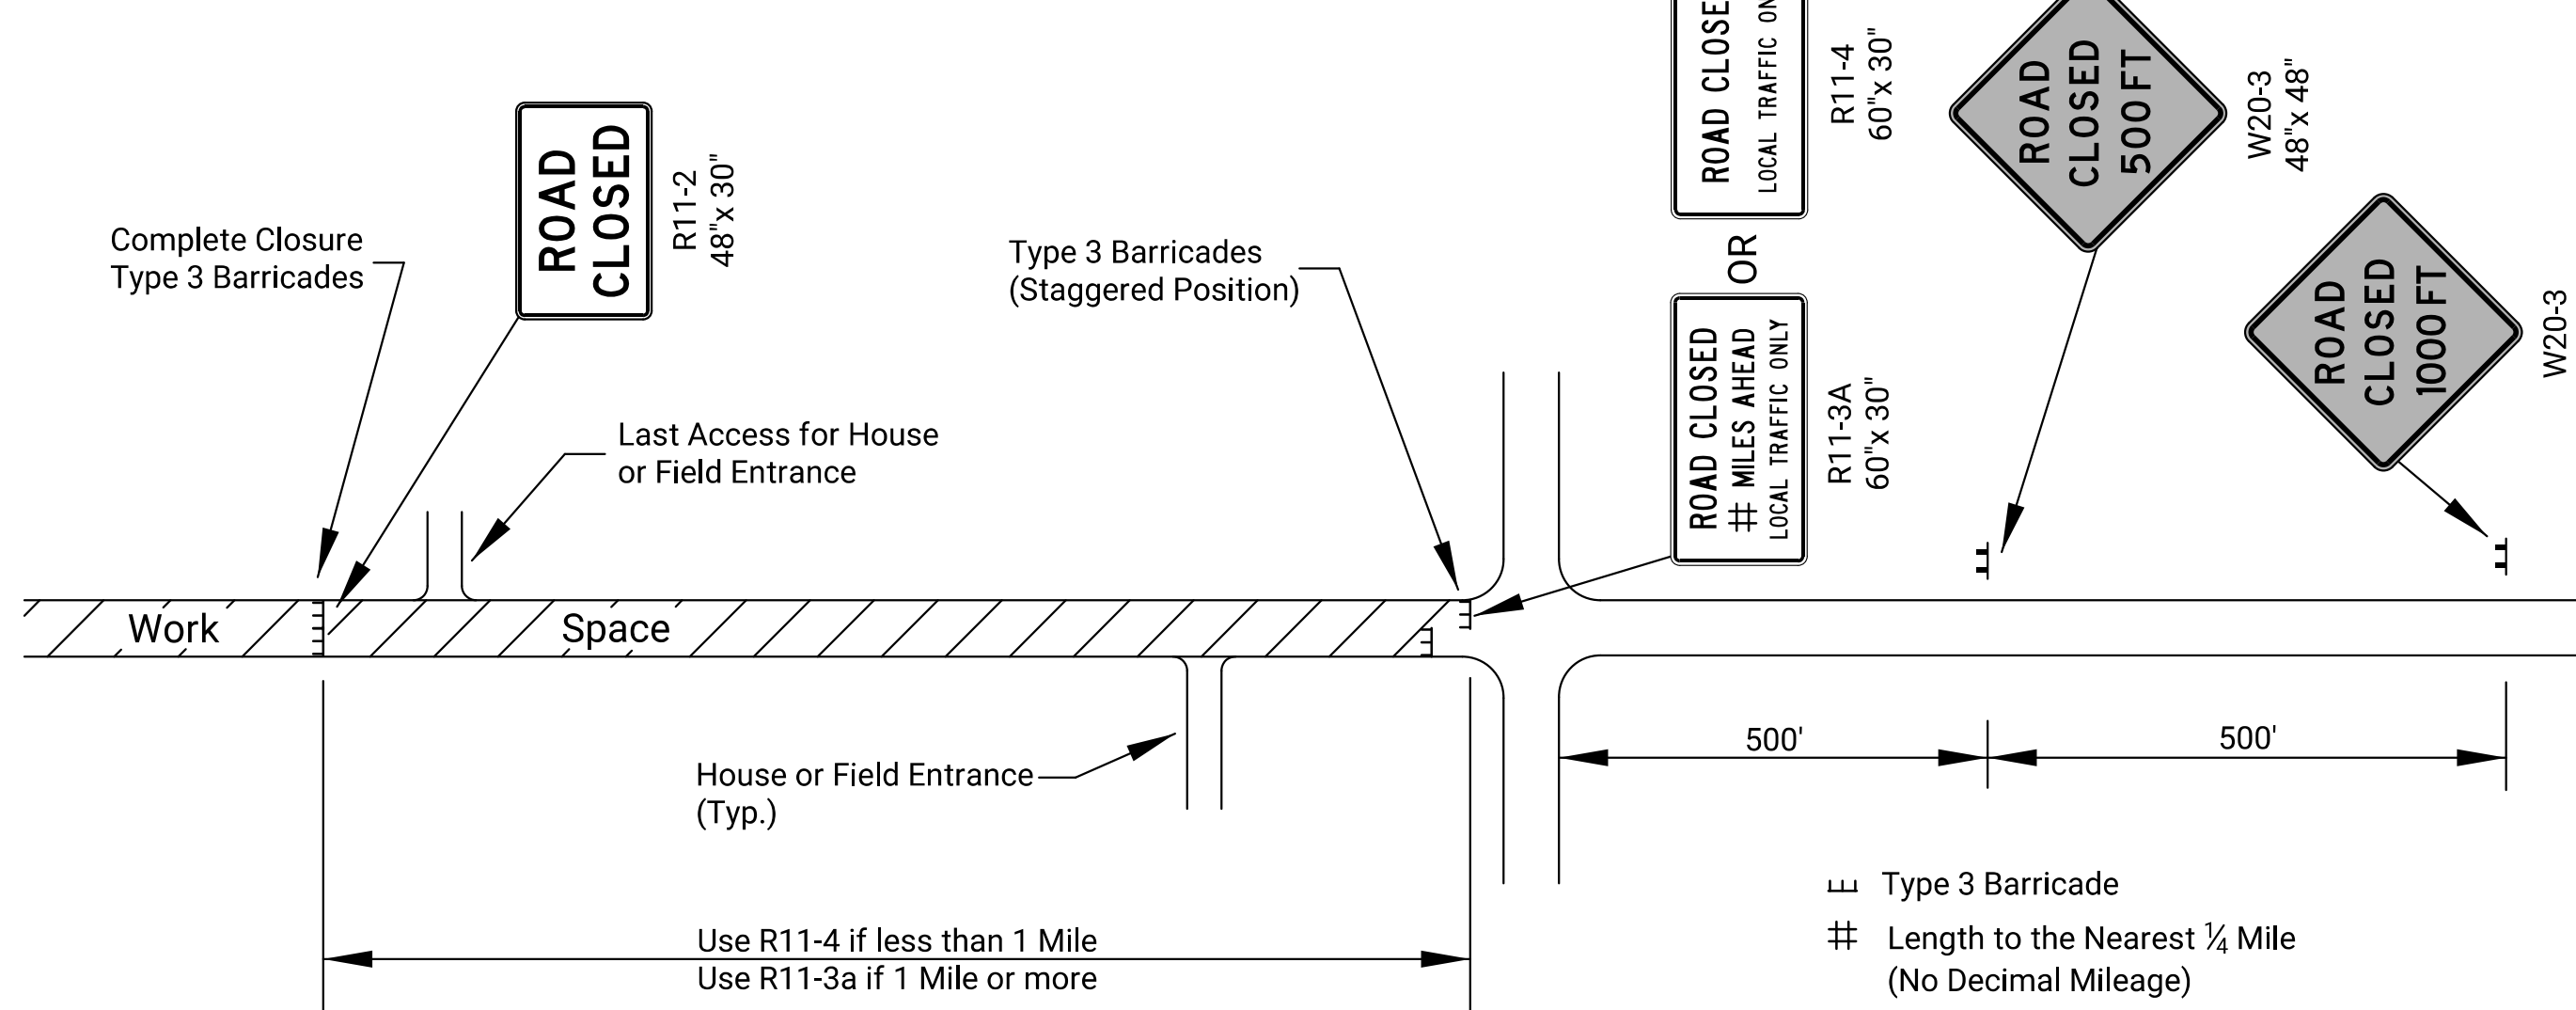 Complete Closure
Type 3 Barricades
ROAD
CLOSED
R11-2
48"x 30"
Last Access for House
or Field Entrance
Type 3 Barricades
(Staggered Position)
ROAD CLOSE
LOCAL TRAFFIC ON
R11-4
60"x 30"
OR
ROAD CLOSED
# MILES AHEAD
LOCAL TRAFFIC ONLY
R11-3A
60"x 30"
ROAD
CLOSED
500FT
W20-3
48"x 48"
ROAD
CLOSED
1000FT
W20-3
Work
Space
House or Field Entrance
(Typ.)
500'
500'
Use R11-4 if less than 1 Mile
Use R11-3a if 1 Mile or more
Type 3 Barricade
# Length to the Nearest ¼ Mile
(No Decimal Mileage)